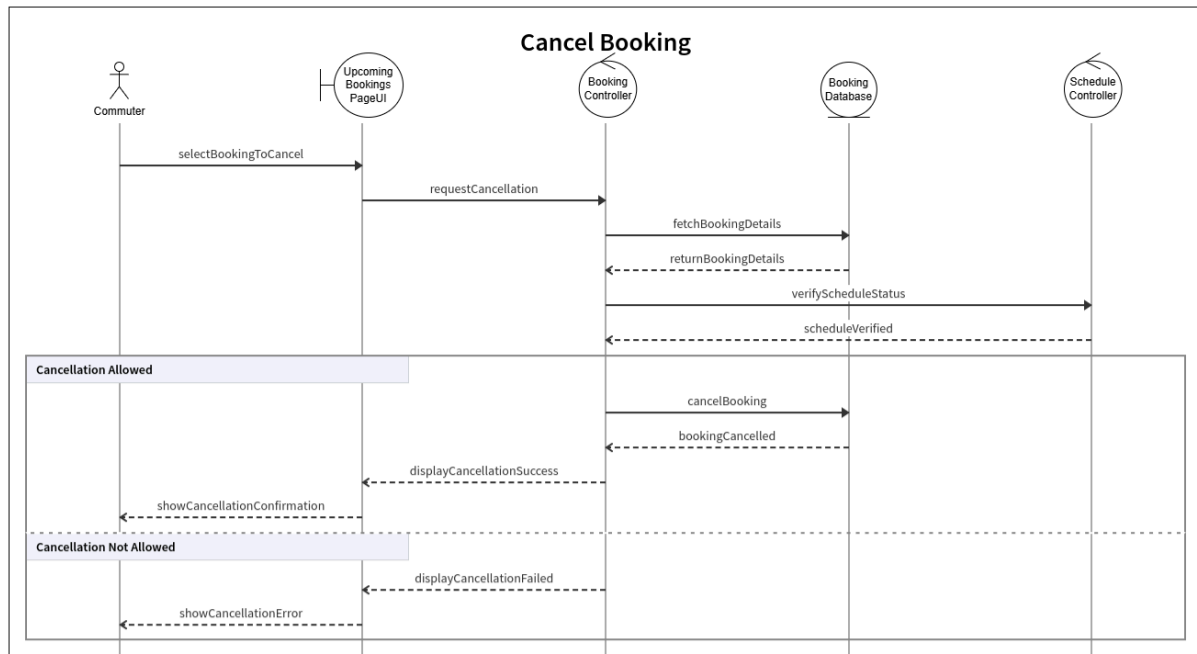 Cancel Booking
Commuter
Upcoming
Bookings
PageUI
Booking
Controller
Booking
Database
Schedule
Controller
selectBookingToCancel
requestCancellation
fetchBookingDetails
returnBookingDetails
verifyScheduleStatus
scheduleVerified
Cancellation Allowed
cancelBooking
bookingCancelled
displayCancellationSuccess
showCancellationConfirmation
Cancellation Not Allowed
displayCancellationFailed
showCancellationError